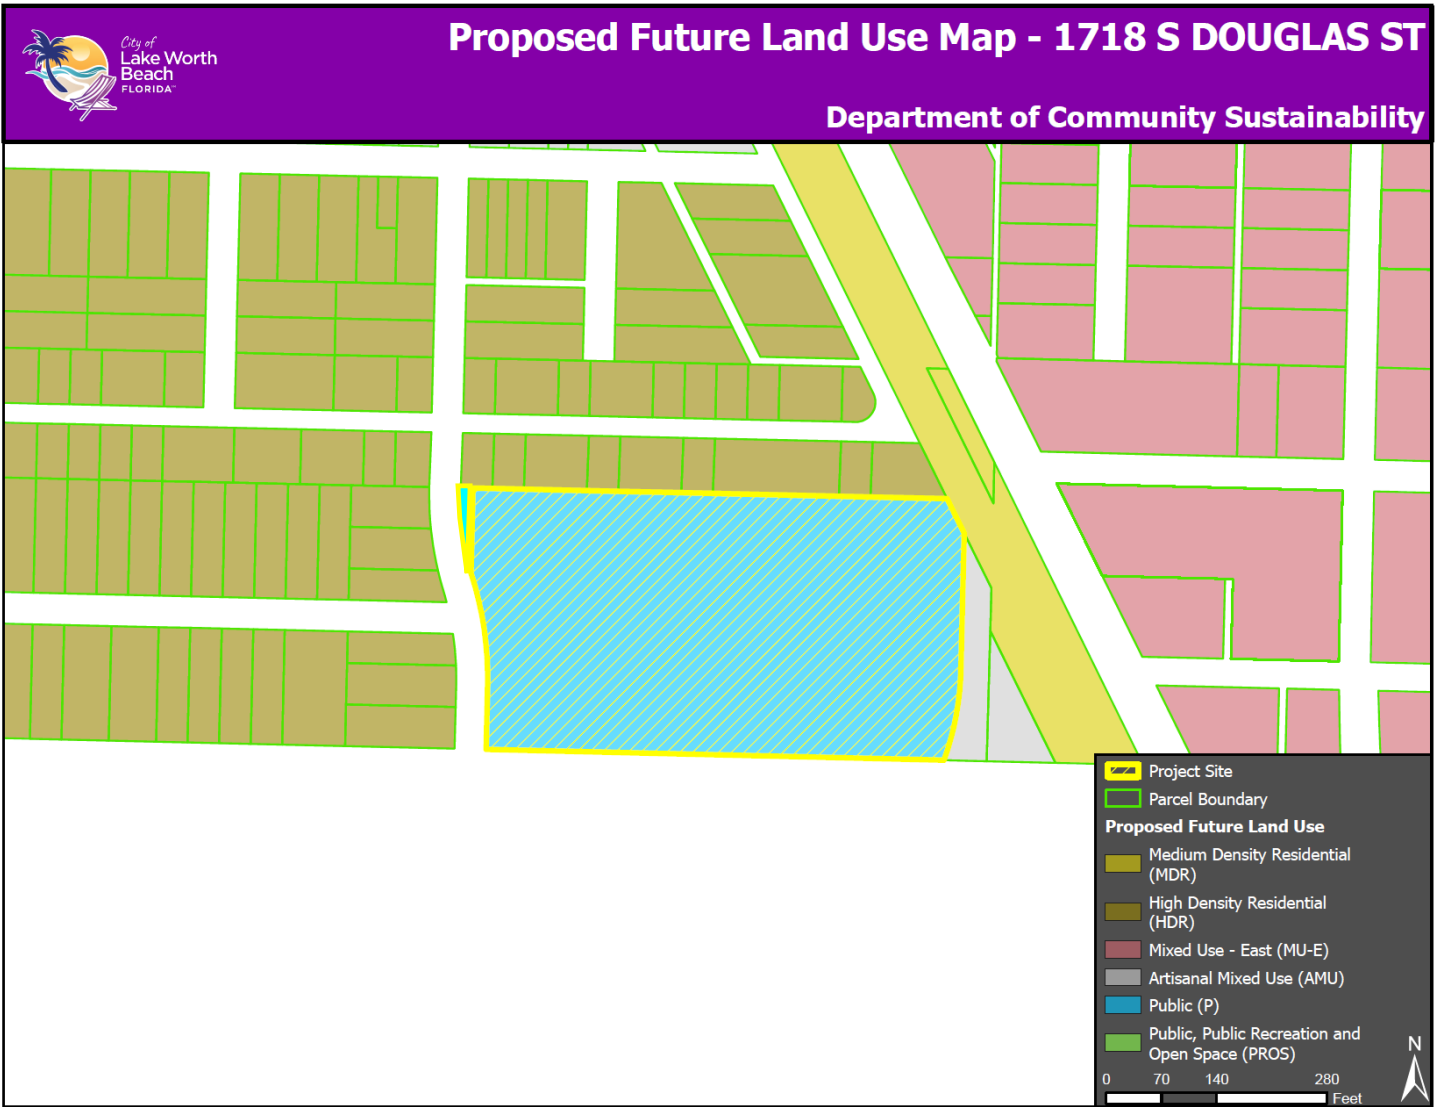 City of
Lake Worth
Beach
FLORIDA™
Proposed Future Land Use Map - 1718 S DOUGLAS ST
Department of Community Sustainability
Project Site
Parcel Boundary
Proposed Future Land Use
Medium Density Residential
(MDR)
High Density Residential
(HDR)
Mixed Use - East (MU-E)
Artisanal Mixed Use (AMU)
Public (P)
Public, Public Recreation and
Open Space (PROS)
N
0 70 140 280
Feet